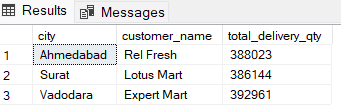 Results Messages
city customer_name total_delivery_qty
1 Ahmedabad Rel Fresh 388023
2 Surat Lotus Mart 386144
3 Vadodara Expert Mart 392961